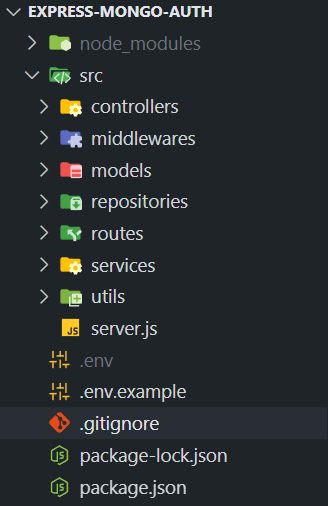 EXPRESS-MONGO-AUTH
node_modules
src
controllers
middlewares
models
repositories
routes
services
utils
JS server.js
.env
.env.example
.gitignore
package-lock.json
package.json